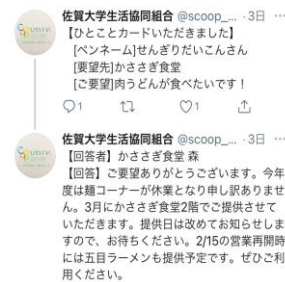 佐賀大学生活協同組合 @scoop_... ・3日 …
【ひとことカードいただきました】
[ペンネーム]せんぎりだいこんさん
[要望先]かささぎ食堂
[ご要望]肉うどんが食べたいです！
1 1
佐賀大学生活協同組合 @scoop_... ・3日 …
【回答者】かささぎ食堂 森
【回答】ご要望ありがとうございます。今年
度は麺コーナーが休業となり申し訳ありませ
ん。3月にかささぎ食堂2階でご提供させて
いただきます。提供日は改めてお知らせしま
すので、お待ちください。2/15の営業再開時
には五目ラーメンも提供予定です。ぜひご利
用ください。